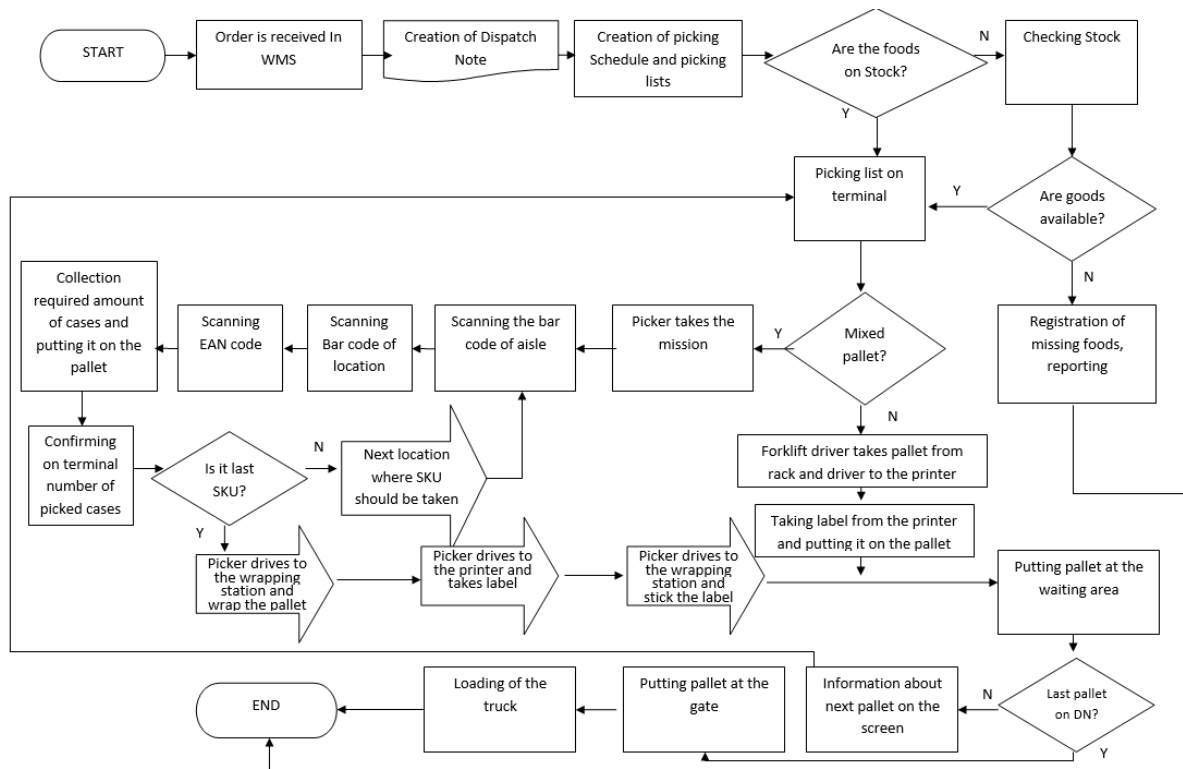 START
Order is received In
WMS
Creation of Dispatch
Note
Creation of picking
Schedule and picking
lists
Are the foods
on Stock?
N
Checking Stock
Y
Picking list on
terminal
Y
Are goods
available?
N
Registration of
missing foods,
reporting
Mixed
pallet?
Y
Picker takes the
mission
Scanning the bar
code of aisle
Scanning
Bar code of
location
Scanning
EAN code
Collection
required amount
of cases and
putting it on the
pallet
Confirming
on terminal
number of
picked cases
Is it last
SKU?
N
Next location
where SKU
should be taken
N
Forklift driver takes pallet from
rack and driver to the printer
Taking label from the printer
and putting it on the pallet
Y
Picker drives to
the wrapping
station and
wrap the pallet
Picker drives to
the printer and
takes label
Picker drives to
the wrapping
station and
stick the label
Putting pallet at the
waiting area
Last pallet
on DN?
N
Y
Information about
next pallet on the
screen
Putting pallet at the
gate
Loading of the
truck
END